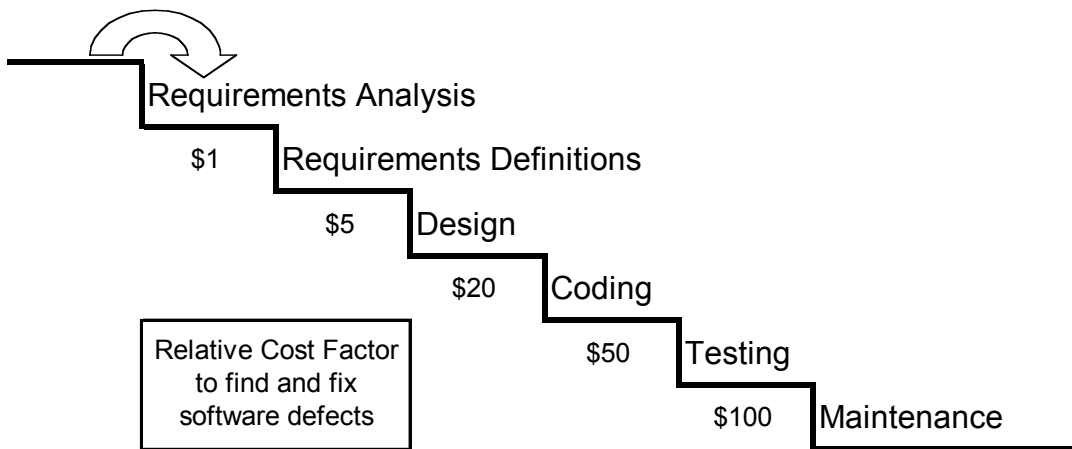 Requirements Analysis
$1
Requirements Definitions
$5
Design
$20
Coding
$50
Testing
$100
Maintenance
Relative Cost Factor
to find and fix
software defects